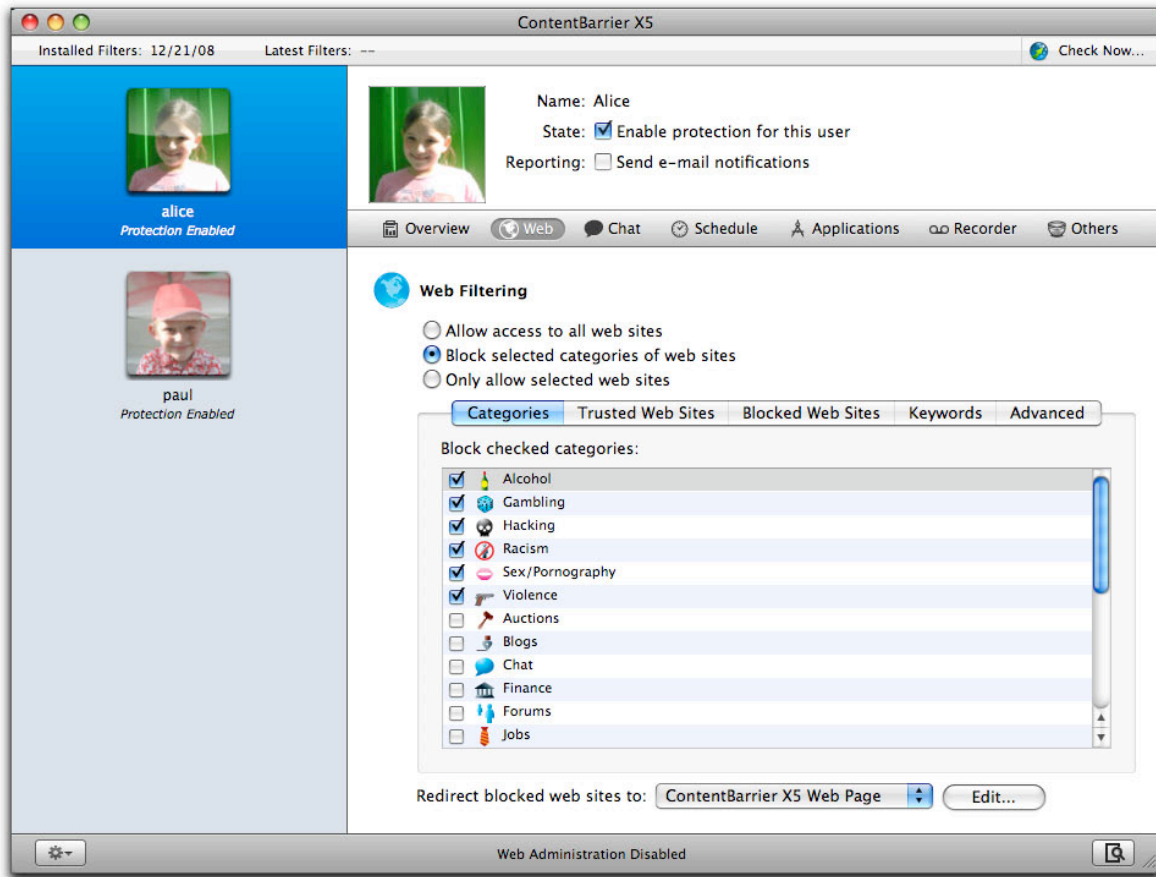 ContentBarrier X5
Installed Filters: 12/21/08 Latest Filters: -- Check Now...
alice
Protection Enabled
paul
Protection Enabled
Name: Alice
State: Enable protection for this user
Reporting: Send e-mail notifications
Overview Web Chat Schedule Applications Recorder Others
Web Filtering
Allow access to all web sites
Block selected categories of web sites
Only allow selected web sites
Categories Trusted Web Sites Blocked Web Sites Keywords Advanced
Block checked categories:
Alcohol
Gambling
Hacking
Racism
Sex/Pornography
Violence
Auctions
Blogs
Chat
Finance
Forums
Jobs
Redirect blocked web sites to: ContentBarrier X5 Web Page Edit...
Web Administration Disabled